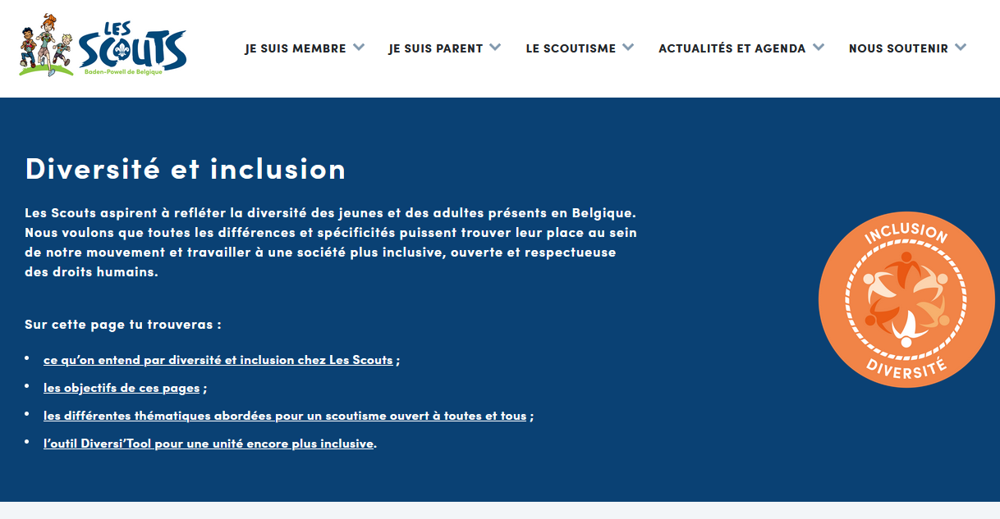 LES
SCOUTS
Baden-Powell de Belgique
JE SUIS MEMBRE
JE SUIS PARENT
LE SCOUTISME
ACTUALITÉS ET AGENDA
NOUS SOUTENIR
Diversité et inclusion
Les Scouts aspirent à refléter la diversité des jeunes et des adultes présents en Belgique.
Nous voulons que toutes les différences et spécificités puissent trouver leur place au sein
de notre mouvement et travailler à une société plus inclusive, ouverte et respectueuse
des droits humains.
Sur cette page tu trouveras :
• ce qu’on entend par diversité et inclusion chez Les Scouts ;
• les objectifs de ces pages ;
• les différentes thématiques abordées pour un scoutisme ouvert à toutes et tous ;
• l’outil Diversi’Tool pour une unité encore plus inclusive.
INCLUSION
DIVERSITÉ